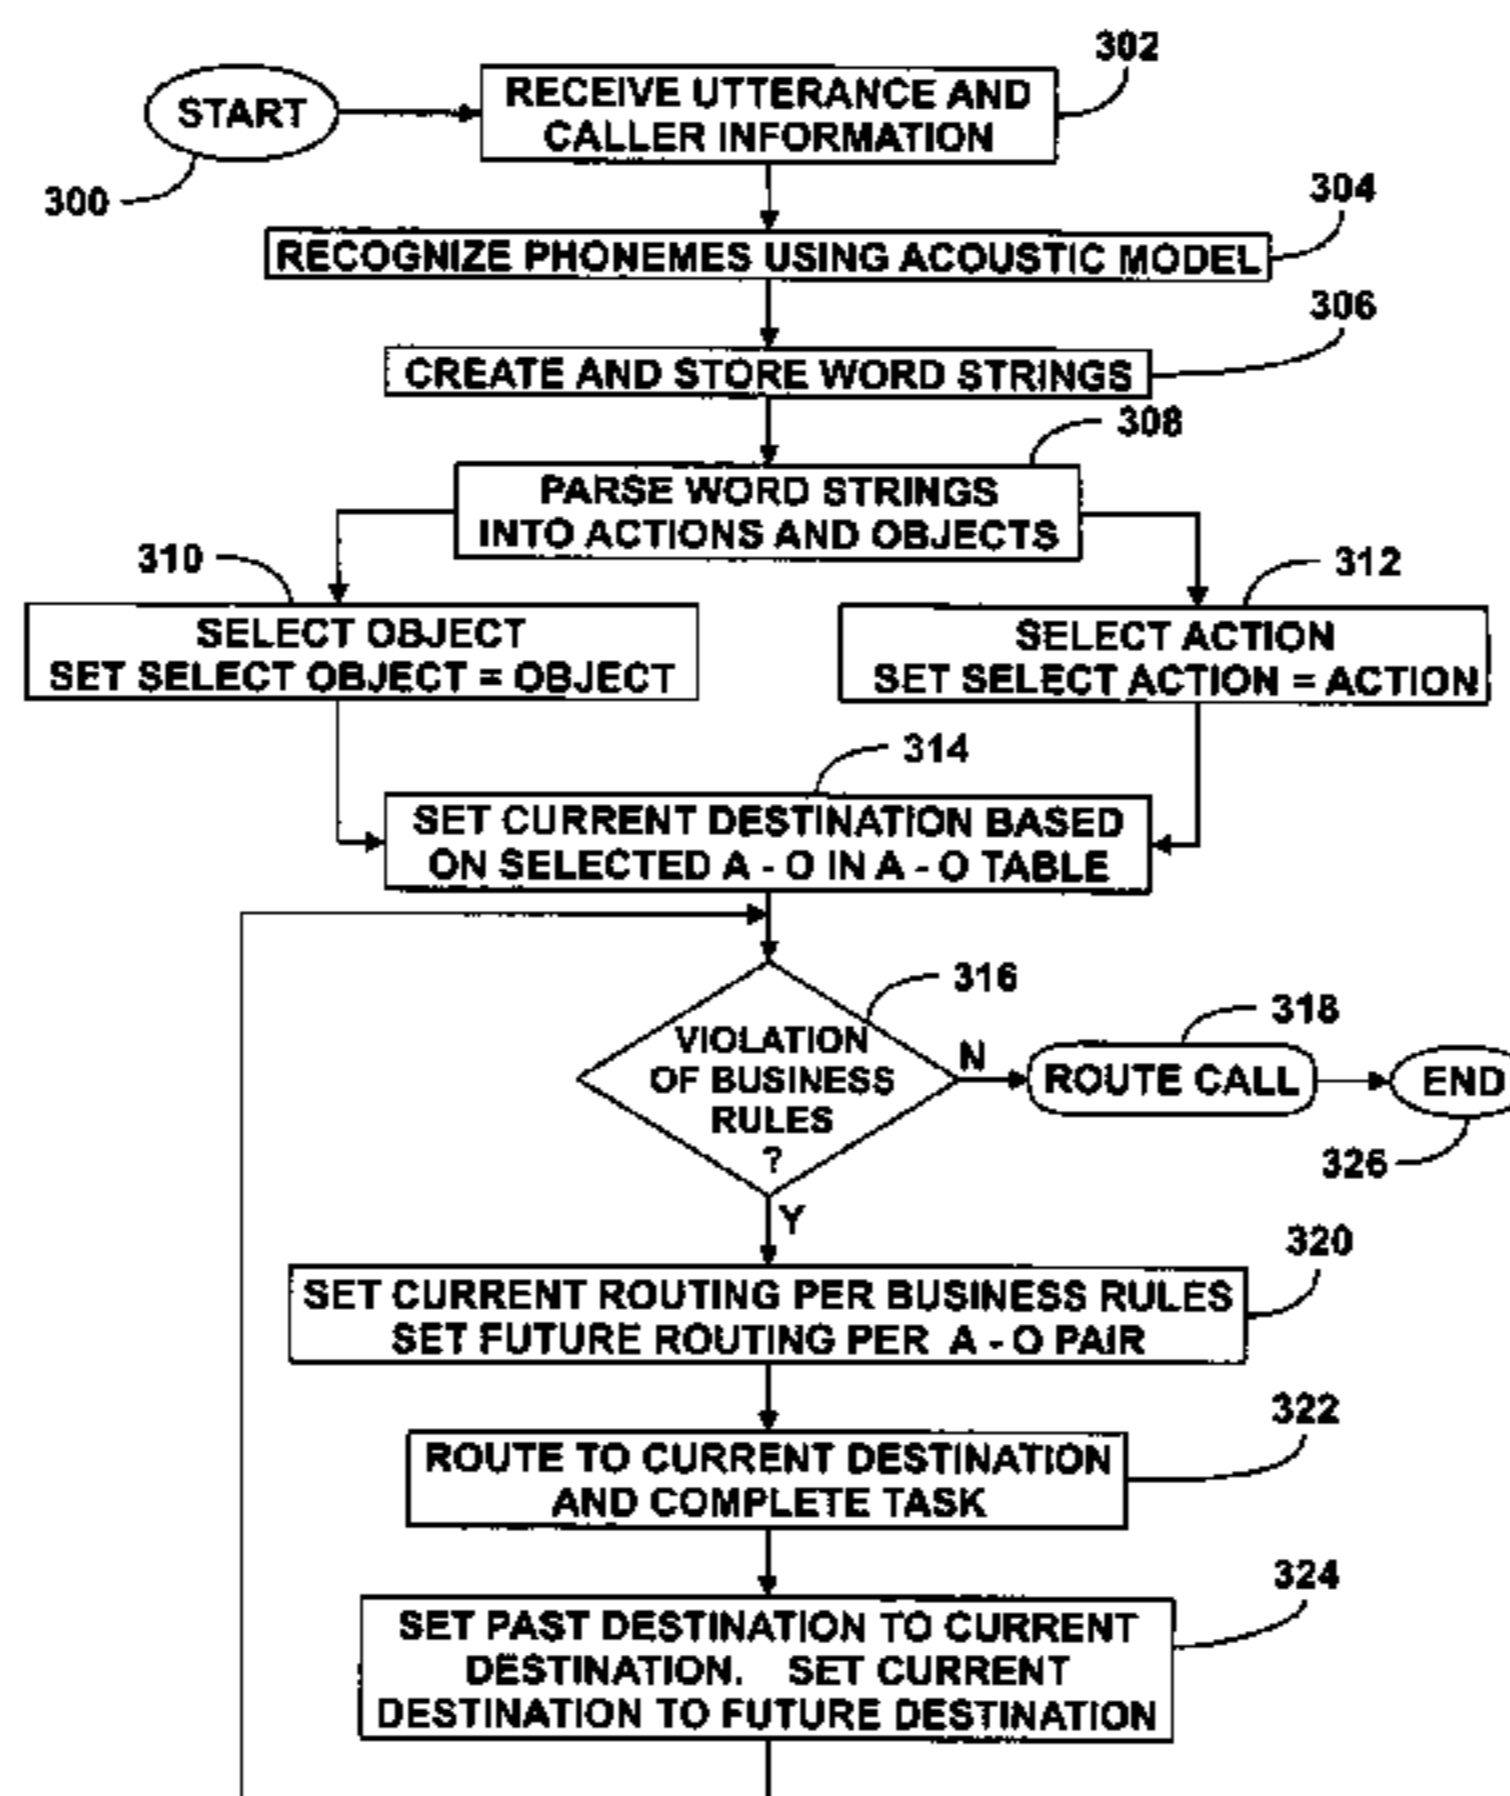 302
START
RECEIVE UTTERANCE AND
CALLER INFORMATION
300
304
RECOGNIZE PHONEMES USING ACOUSTIC MODEL
306
CREATE AND STORE WORD STRINGS
308
PARSE WORD STRINGS
INTO ACTIONS AND OBJECTS
310
312
SELECT OBJECT
SET SELECT OBJECT = OBJECT
SELECT ACTION
SET SELECT ACTION = ACTION
314
SET CURRENT DESTINATION BASED
ON SELECTED A - O IN A - O TABLE
316
318
VIOLATION
OF BUSINESS
RULES
?
N
ROUTE CALL
END
326
Y
320
SET CURRENT ROUTING PER BUSINESS RULES
SET FUTURE ROUTING PER A - O PAIR
322
ROUTE TO CURRENT DESTINATION
AND COMPLETE TASK
324
SET PAST DESTINATION TO CURRENT
DESTINATION. SET CURRENT
DESTINATION TO FUTURE DESTINATION